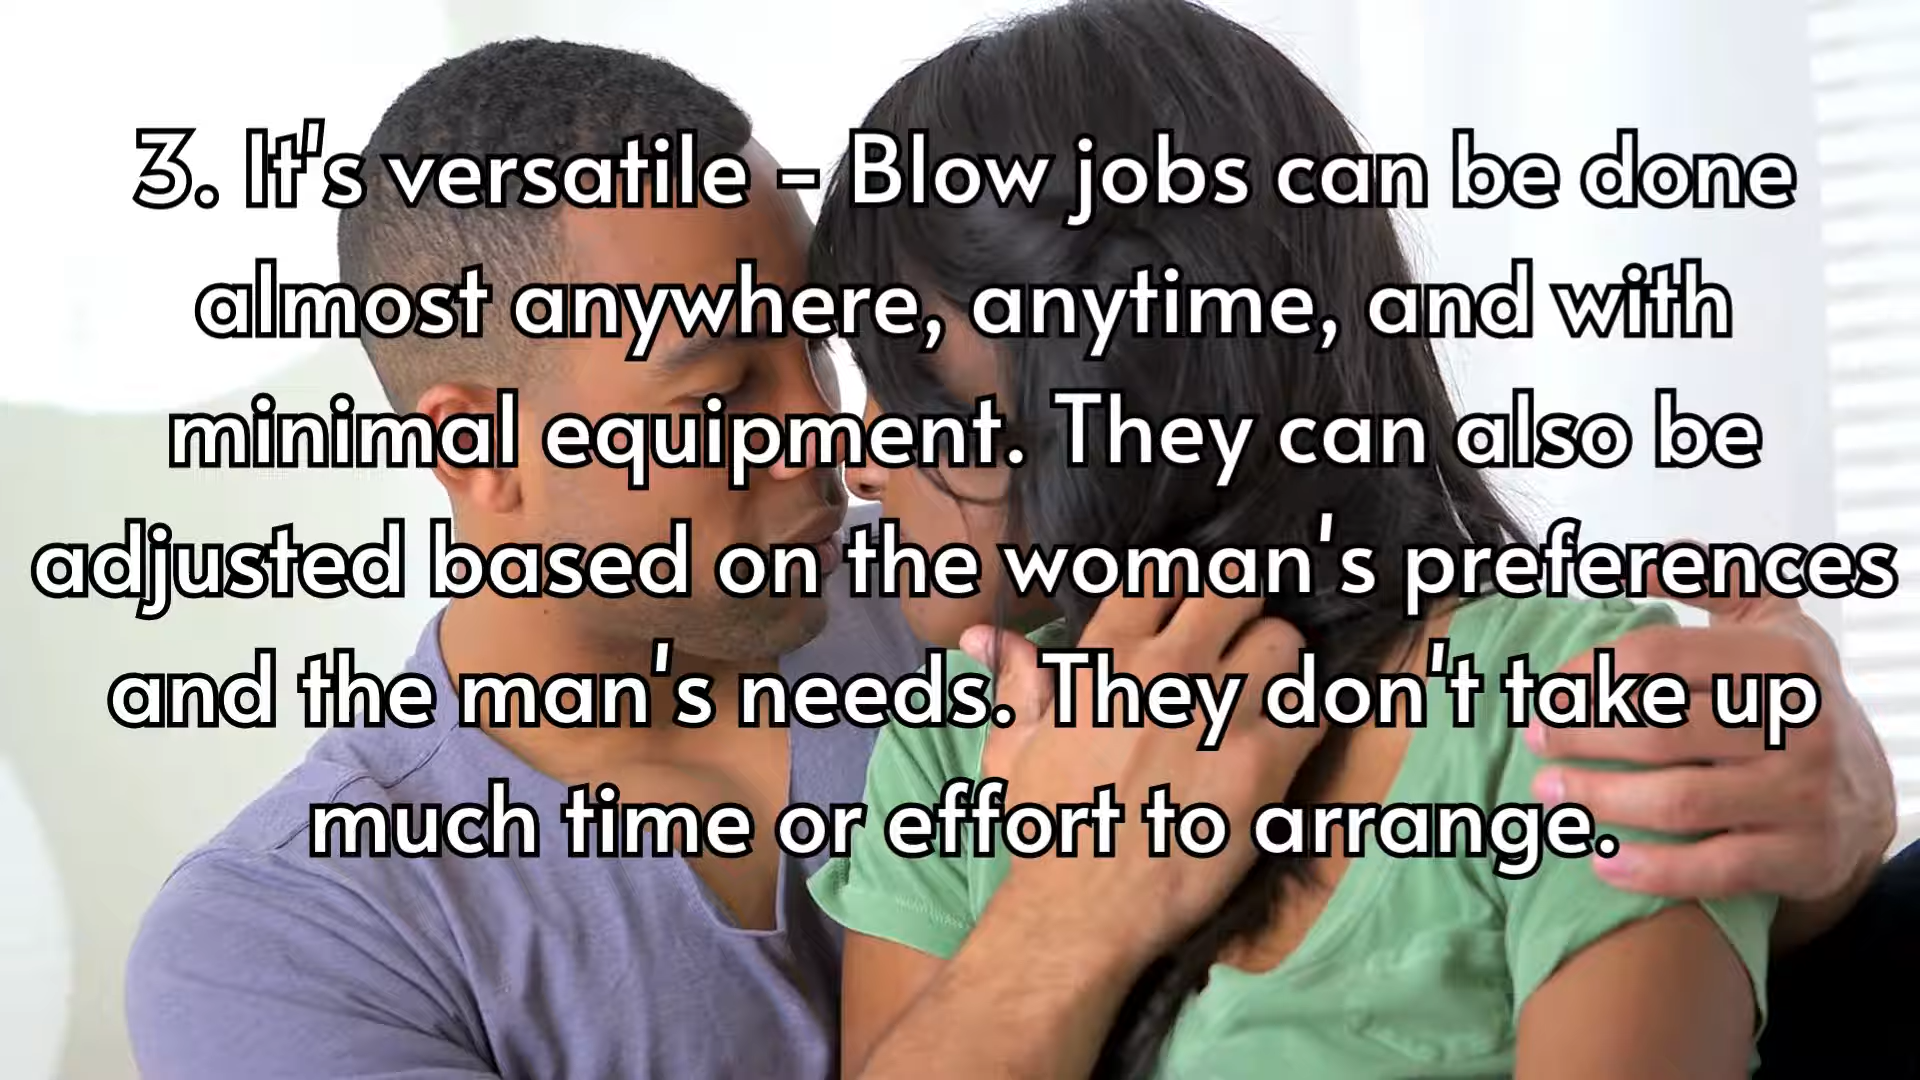 3. It's versatile - Blow jobs can be done
almost anywhere, anytime, and with
minimal equipment. They can also be
adjusted based on the woman's preferences
and the man's needs. They don't take up
much time or effort to arrange.